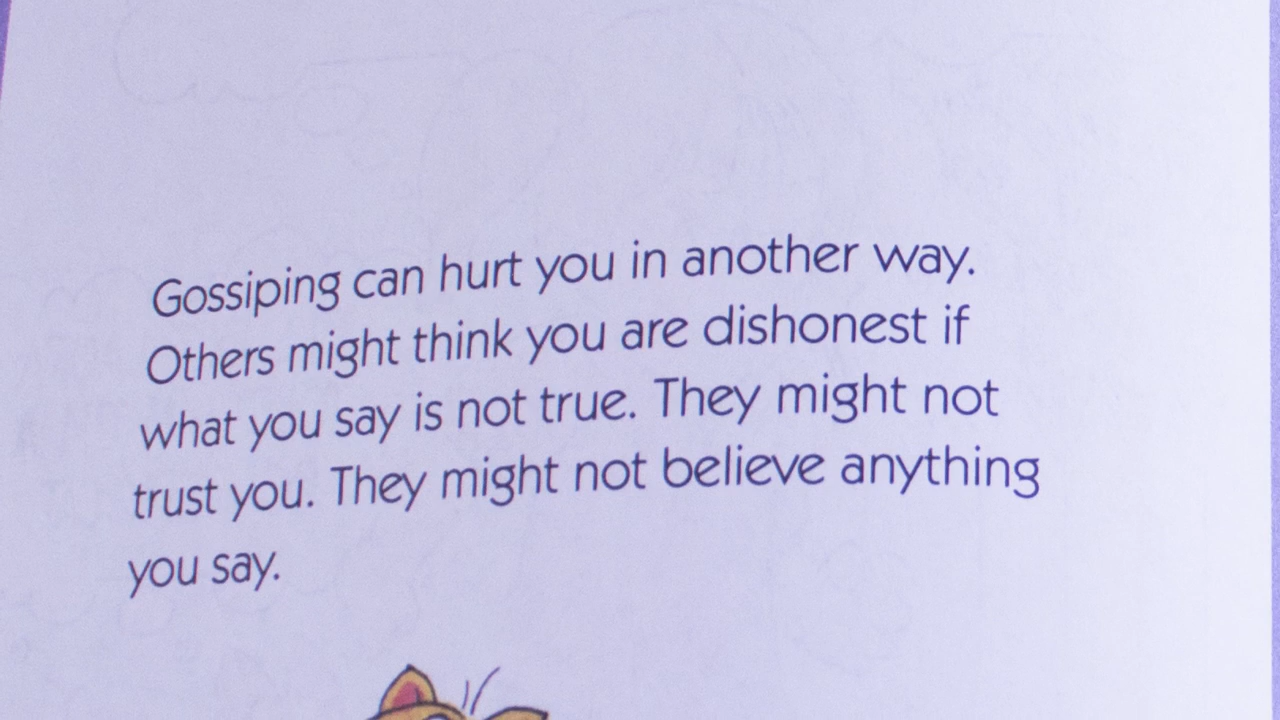 Gossiping can hurt you in another way.
Others might think you are dishonest if
what you say is not true. They might not
trust you. They might not believe anything
you say.